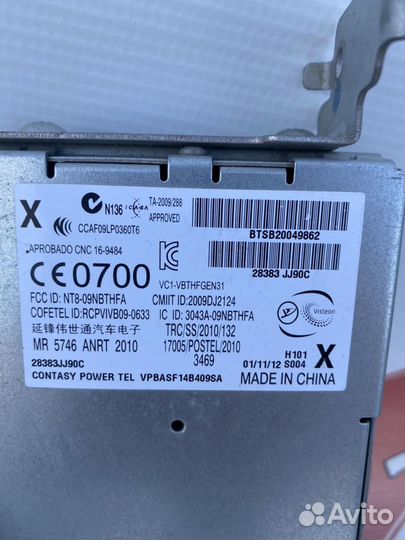 X
N136
ICASA
TA-2009/288
APPROVED
CCAF09LP0360T6
BTSB20049862
APROBADO CNC 16-9484
28383 JJ90C
CE0700
VC1-VBTHFGEN31
FCC ID: NT8-09NBTHFA
CMIIT ID:2009DJ2124
COFETEL ID:RCPVIVB09-0633
IC ID: 3043A-09NBTHFA
Visteon
延锋伟世通汽车电子
TRC/SS/2010/132
MR 5746 ANRT 2010
17005/POSTEL/2010
3469
H101
X
28383JJ90C
01/11/12 S004
CONTASY POWER TEL VPBASF14B409SA
MADE IN CHINA
Avito